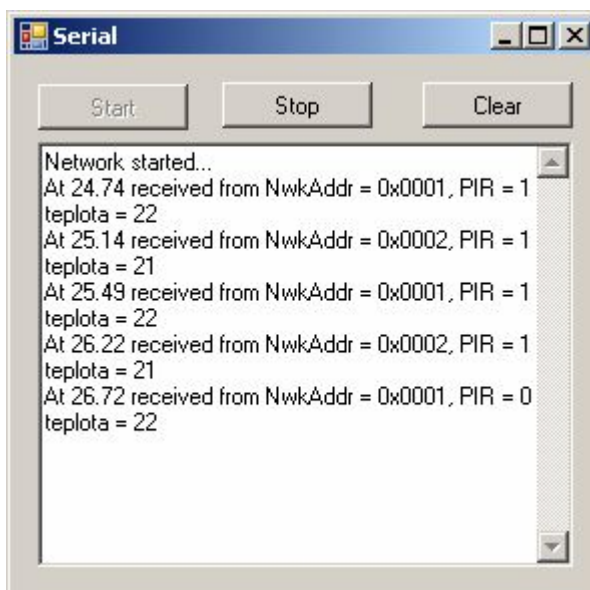 Serial
Start
Stop
Clear
Network started...
At 24.74 received from NwkAddr = 0x0001, PIR = 1
teplota = 22
At 25.14 received from NwkAddr = 0x0002, PIR = 1
teplota = 21
At 25.49 received from NwkAddr = 0x0001, PIR = 1
teplota = 22
At 26.22 received from NwkAddr = 0x0002, PIR = 1
teplota = 21
At 26.72 received from NwkAddr = 0x0001, PIR = 0
teplota = 22